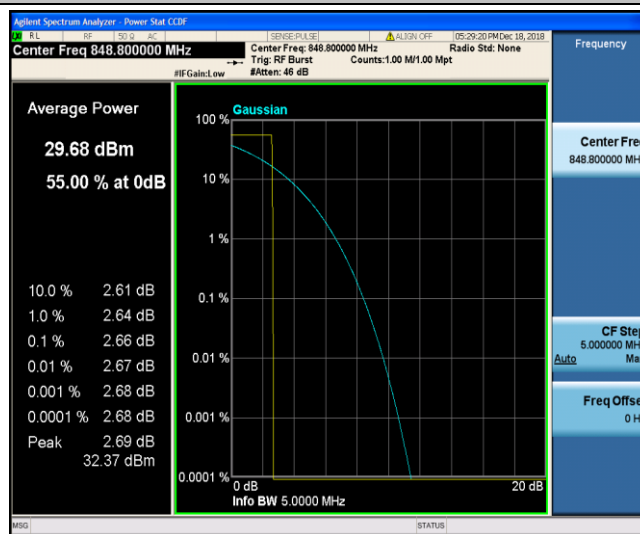 Agilent Spectrum Analyzer - Power Stat CCDF
RL RF 50 Ω AC SENSE:PULSE ALIGN OFF 05:29:20 PM Dec 18, 2018
Center Freq 848.800000 MHz
Center Freq: 848.800000 MHz Radio Std: None
Trig: RF Burst Counts:1.00 M/1.00 Mpt
#IFGain:Low #Atten: 46 dB
Frequency
Average Power
29.68 dBm
55.00 % at 0dB
10.0 % 2.61 dB
1.0 % 2.64 dB
0.1 % 2.66 dB
0.01 % 2.67 dB
0.001 % 2.68 dB
0.0001 % 2.68 dB
Peak 2.69 dB
32.37 dBm
Gaussian
100 %
10 %
1 %
0.1 %
0.01 %
0.001 %
0.0001 %
0 dB 20 dB
Info BW 5.0000 MHz
Center Fre
848.800000 MH
CF Step
5.000000 MH
Auto Ma
Freq Offse
0 H
MSG STATUS